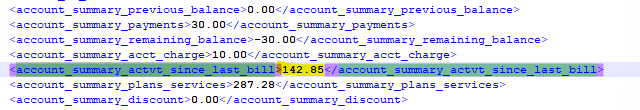 <account_summary_previous_balance>0.00</account_summary_previous_balance>
<account_summary_payments>30.00</account_summary_payments>
<account_summary_remaining_balance>-30.00</account_summary_remaining_balance>
<account_summary_acct_charge>10.00</account_summary_acct_charge>
<account_summary_actvt_since_last_bill>142.85</account_summary_actvt_since_last_bill>
<account_summary_plans_services>287.28</account_summary_plans_services>
<account_summary_discount>0.00</account_summary_discount>